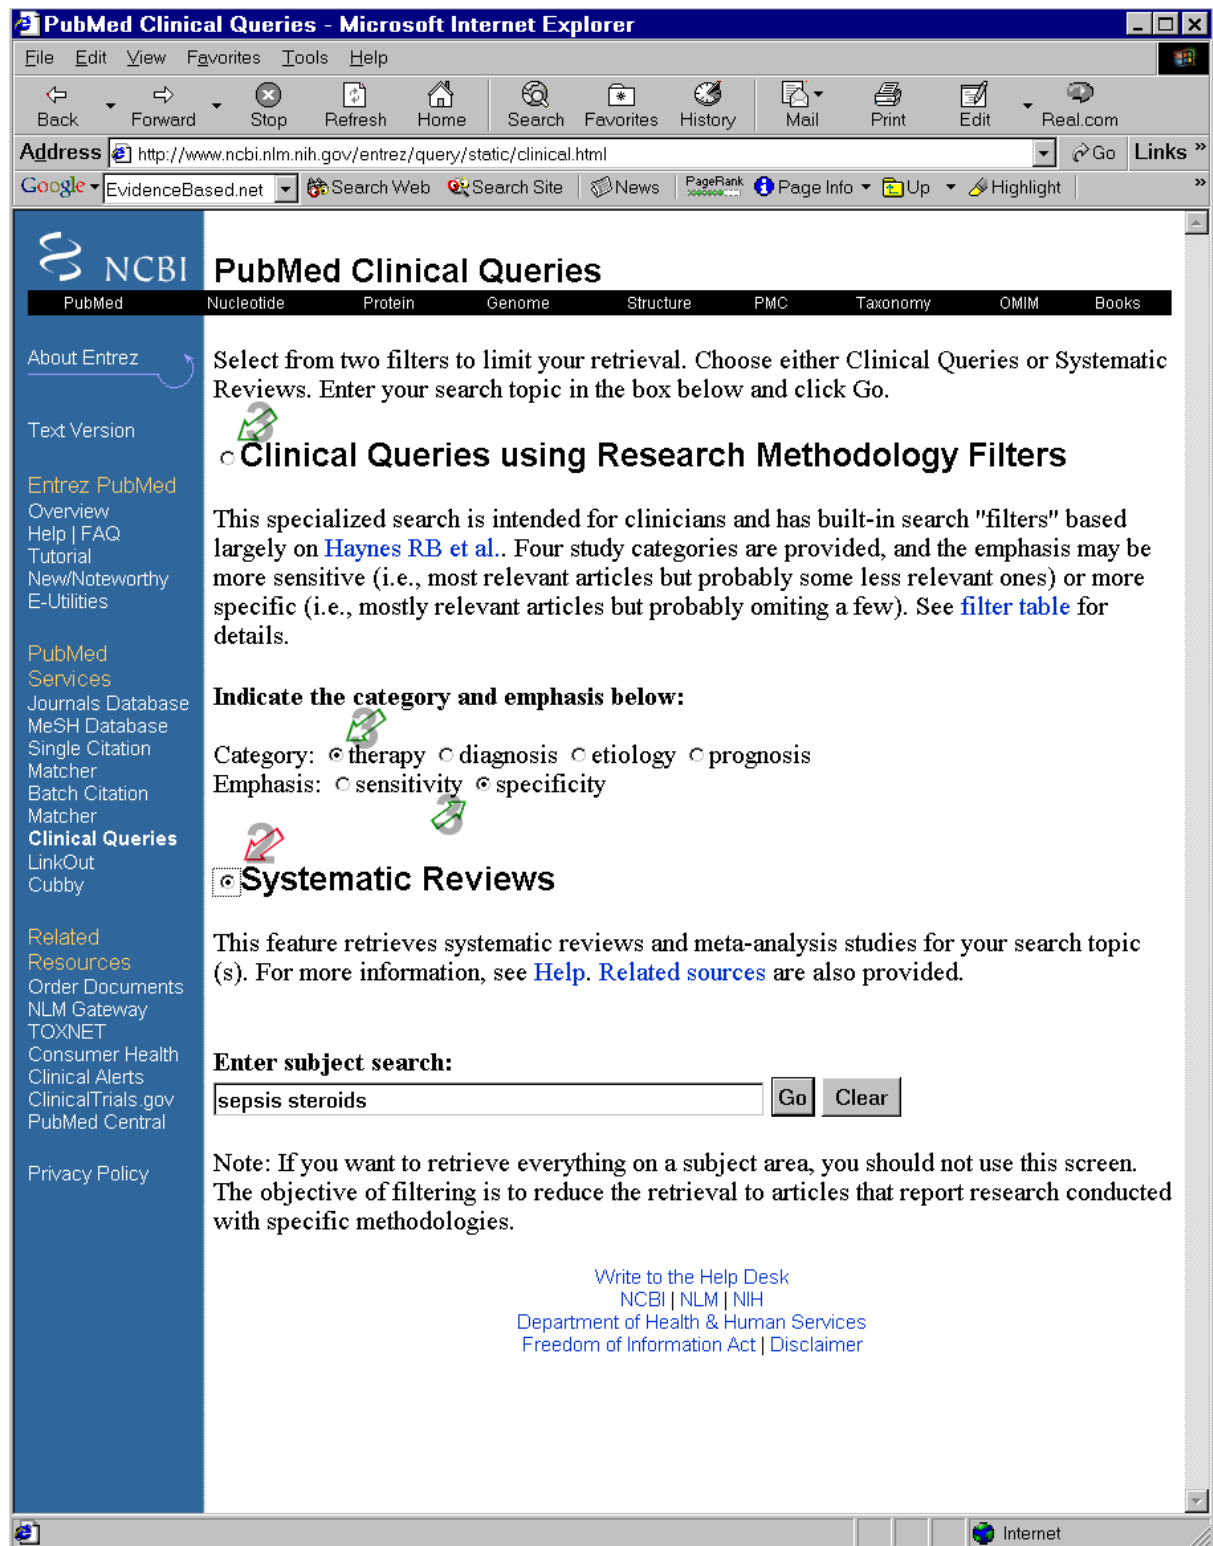 PubMed Clinical Queries - Microsoft Internet Explorer
File Edit View Favorites Tools Help
Back Forward Stop Refresh Home Search Favorites History Mail Print Edit Real.com
Address http://www.ncbi.nlm.nih.gov/entrez/query/static/clinical.html Go Links »
Google EvidenceBased.net Search Web Search Site News PageRank Page Info Up Highlight »
NCBI PubMed Clinical Queries
PubMed Nucleotide Protein Genome Structure PMC Taxonomy OMIM Books
About Entrez
Text Version
Entrez PubMed
Overview
Help | FAQ
Tutorial
New/Noteworthy
E-Utilities
PubMed
Services
Journals Database
MeSH Database
Single Citation
Matcher
Batch Citation
Matcher
Clinical Queries
LinkOut
Cubby
Related
Resources
Order Documents
NLM Gateway
TOXNET
Consumer Health
Clinical Alerts
ClinicalTrials.gov
PubMed Central
Privacy Policy
Select from two filters to limit your retrieval. Choose either Clinical Queries or Systematic
Reviews. Enter your search topic in the box below and click Go.
3
Clinical Queries using Research Methodology Filters
This specialized search is intended for clinicians and has built-in search "filters" based
largely on Haynes RB et al.. Four study categories are provided, and the emphasis may be
more sensitive (i.e., most relevant articles but probably some less relevant ones) or more
specific (i.e., mostly relevant articles but probably omiting a few). See filter table for
details.
Indicate the category and emphasis below:
3
Category: therapy diagnosis etiology prognosis
Emphasis: sensitivity specificity
3
2
Systematic Reviews
This feature retrieves systematic reviews and meta-analysis studies for your search topic
(s). For more information, see Help. Related sources are also provided.
Enter subject search:
sepsis steroids Go Clear
Note: If you want to retrieve everything on a subject area, you should not use this screen.
The objective of filtering is to reduce the retrieval to articles that report research conducted
with specific methodologies.
Write to the Help Desk
NCBI | NLM | NIH
Department of Health & Human Services
Freedom of Information Act | Disclaimer
Internet